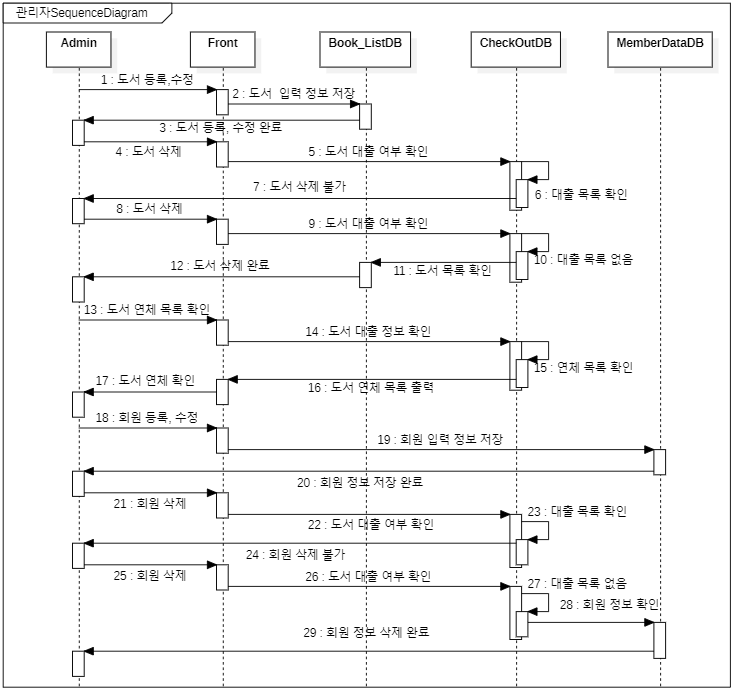 관리자SequenceDiagram
Admin
Front
Book_ListDB
CheckOutDB
MemberDataDB
1 : 도서 등록,수정
2 : 도서 입력 정보 저장
3 : 도서 등록, 수정 완료
4 : 도서 삭제
5 : 도서 대출 여부 확인
6 : 대출 목록 확인
7 : 도서 삭제 불가
8 : 도서 삭제
9 : 도서 대출 여부 확인
10 : 대출 목록 없음
11 : 도서 목록 확인
12 : 도서 삭제 완료
13 : 도서 연체 목록 확인
14 : 도서 대출 정보 확인
15 : 연체 목록 확인
16 : 도서 연체 목록 출력
17 : 도서 연체 확인
18 : 회원 등록, 수정
19 : 회원 입력 정보 저장
20 : 회원 정보 저장 완료
21 : 회원 삭제
22 : 도서 대출 여부 확인
23 : 대출 목록 확인
24 : 회원 삭제 불가
25 : 회원 삭제
26 : 도서 대출 여부 확인
27 : 대출 목록 없음
28 : 회원 정보 확인
29 : 회원 정보 삭제 완료